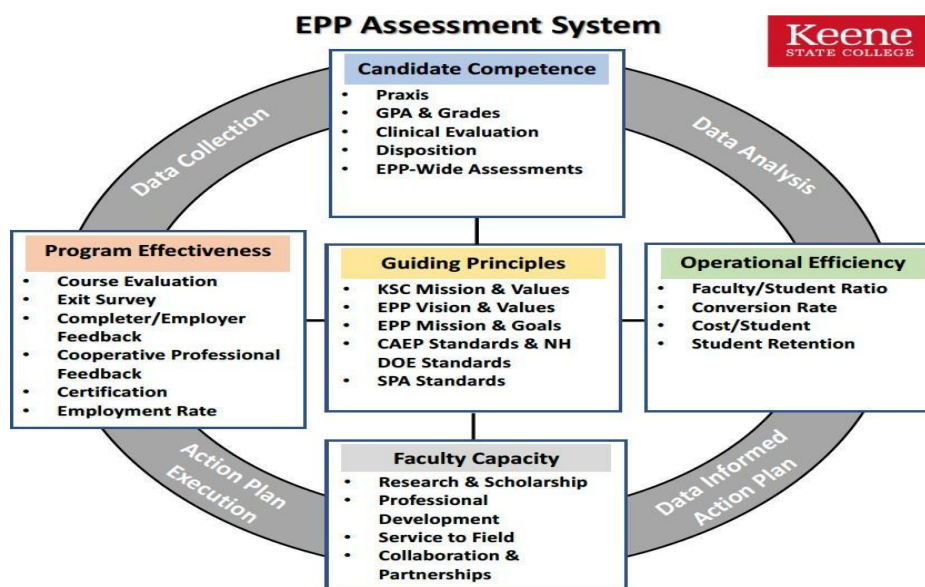 EPP Assessment System
Keene
STATE COLLEGE
Candidate Competence
• Praxis
• GPA & Grades
• Clinical Evaluation
• Disposition
• EPP-Wide Assessments
Data Collection
Data Analysis
Program Effectiveness
• Course Evaluation
• Exit Survey
• Completer/Employer
Feedback
• Cooperative Professional
Feedback
• Certification
• Employment Rate
Guiding Principles
• KSC Mission & Values
• EPP Vision & Values
• EPP Mission & Goals
• CAEP Standards & NH
DOE Standards
• SPA Standards
Operational Efficiency
• Faculty/Student Ratio
• Conversion Rate
• Cost/Student
• Student Retention
Action Plan
Execution
Faculty Capacity
• Research & Scholarship
• Professional
Development
• Service to Field
• Collaboration &
Partnerships
Data Informed
Action Plan